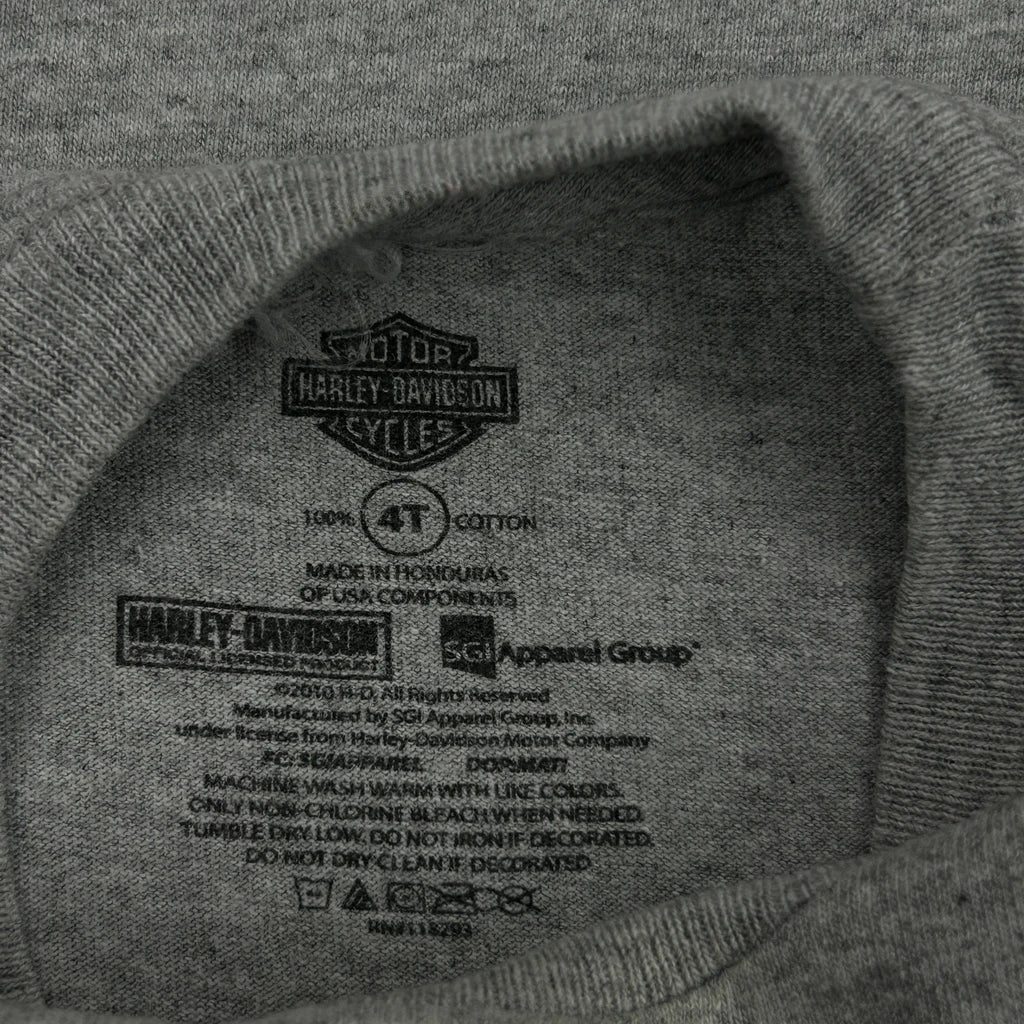 MOTOR
HARLEY-DAVIDSON
CYCLES
100% 4T COTTON
MADE IN HONDURAS
OF USA COMPONENTS
HARLEY-DAVIDSON
OFFICIAL LICENSED PRODUCT
SGI Apparel Group
©2010 H-D. All Rights Reserved
Manufactured by SGI Apparel Group, Inc.
under license from Harley-Davidson Motor Company
FC: SGIAPPAREL
MACHINE WASH WARM WITH LIKE COLORS.
ONLY NON-CHLORINE BLEACH WHEN NEEDED.
TUMBLE DRY LOW. DO NOT IRON IF DECORATED.
DO NOT DRY CLEAN IF DECORATED
RN#118293